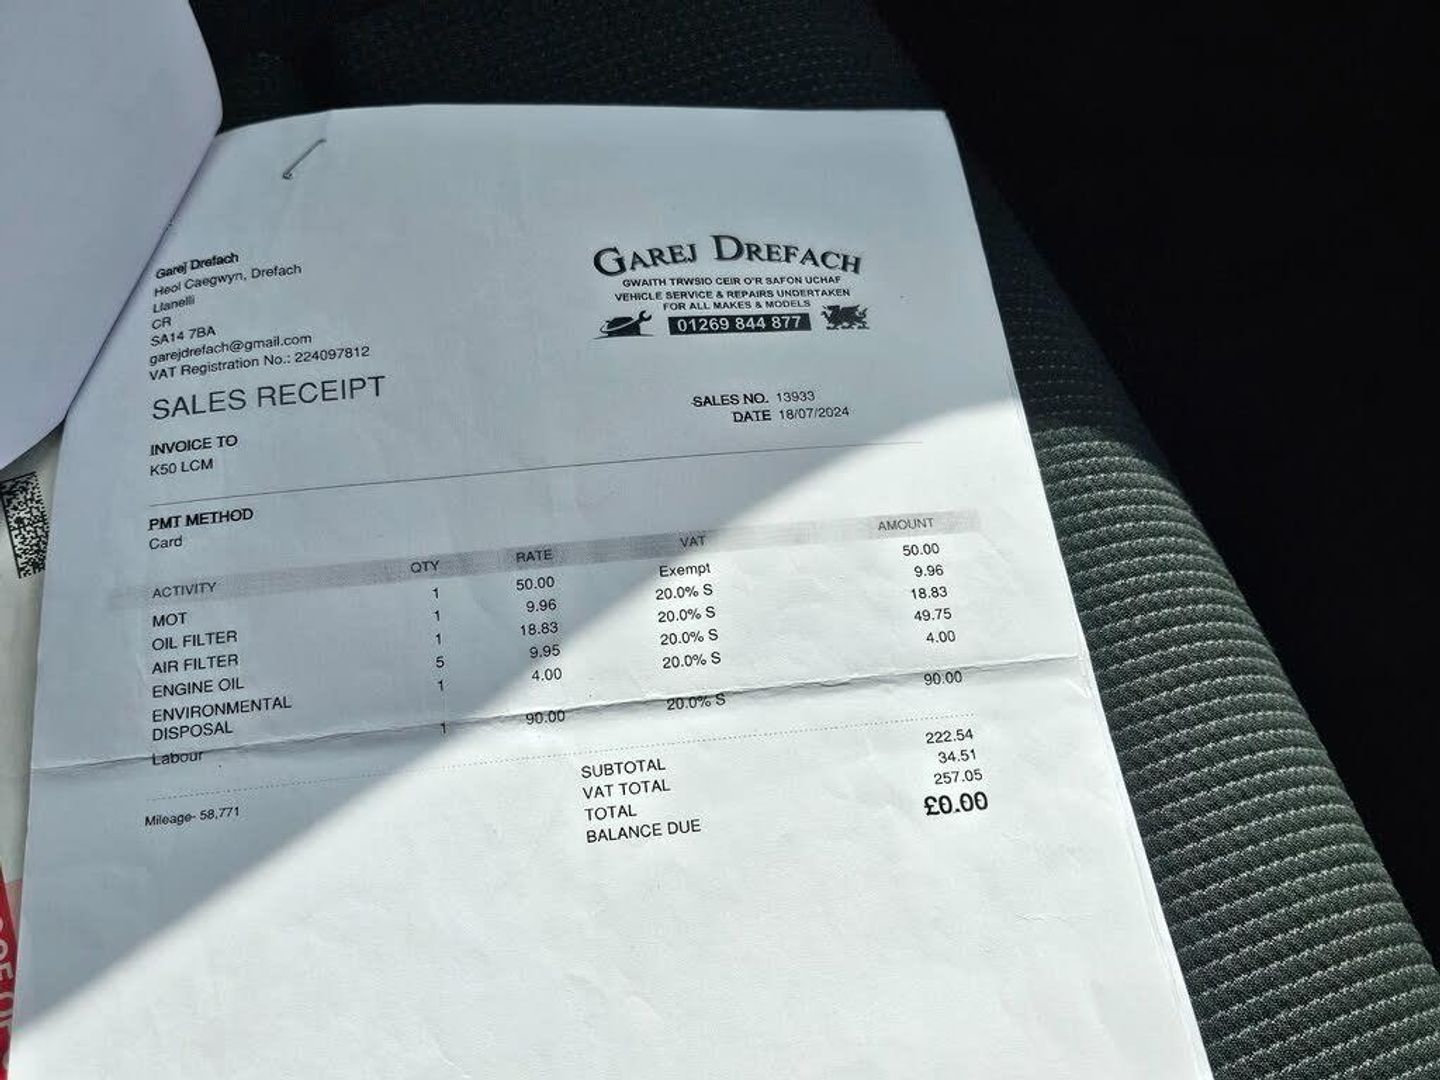 Garej Drefach
Heol Caegwyn, Drefach
Llanelli
CR
SA14 7BA
garejdrefach@gmail.com
VAT Registration No.: 224097812
GAREJ DREFACH
GWAITH TRWSIO CEIR O'R SAFON UCHAF
VEHICLE SERVICE & REPAIRS UNDERTAKEN
FOR ALL MAKES & MODELS
01269 844 877
SALES RECEIPT
SALES NO. 13933
DATE 18/07/2024
INVOICE TO
K50 LCM
PMT METHOD
Card
ACTIVITY QTY RATE VAT AMOUNT
MOT 1 50.00 Exempt 50.00
OIL FILTER 1 9.96 20.0% S 9.96
AIR FILTER 1 18.83 20.0% S 18.83
ENGINE OIL 5 9.95 20.0% S 49.75
ENVIRONMENTAL 1 4.00 20.0% S 4.00
DISPOSAL
Labour 1 90.00 20.0% S 90.00
Mileage- 58,771
SUBTOTAL 222.54
VAT TOTAL 34.51
TOTAL 257.05
BALANCE DUE £0.00